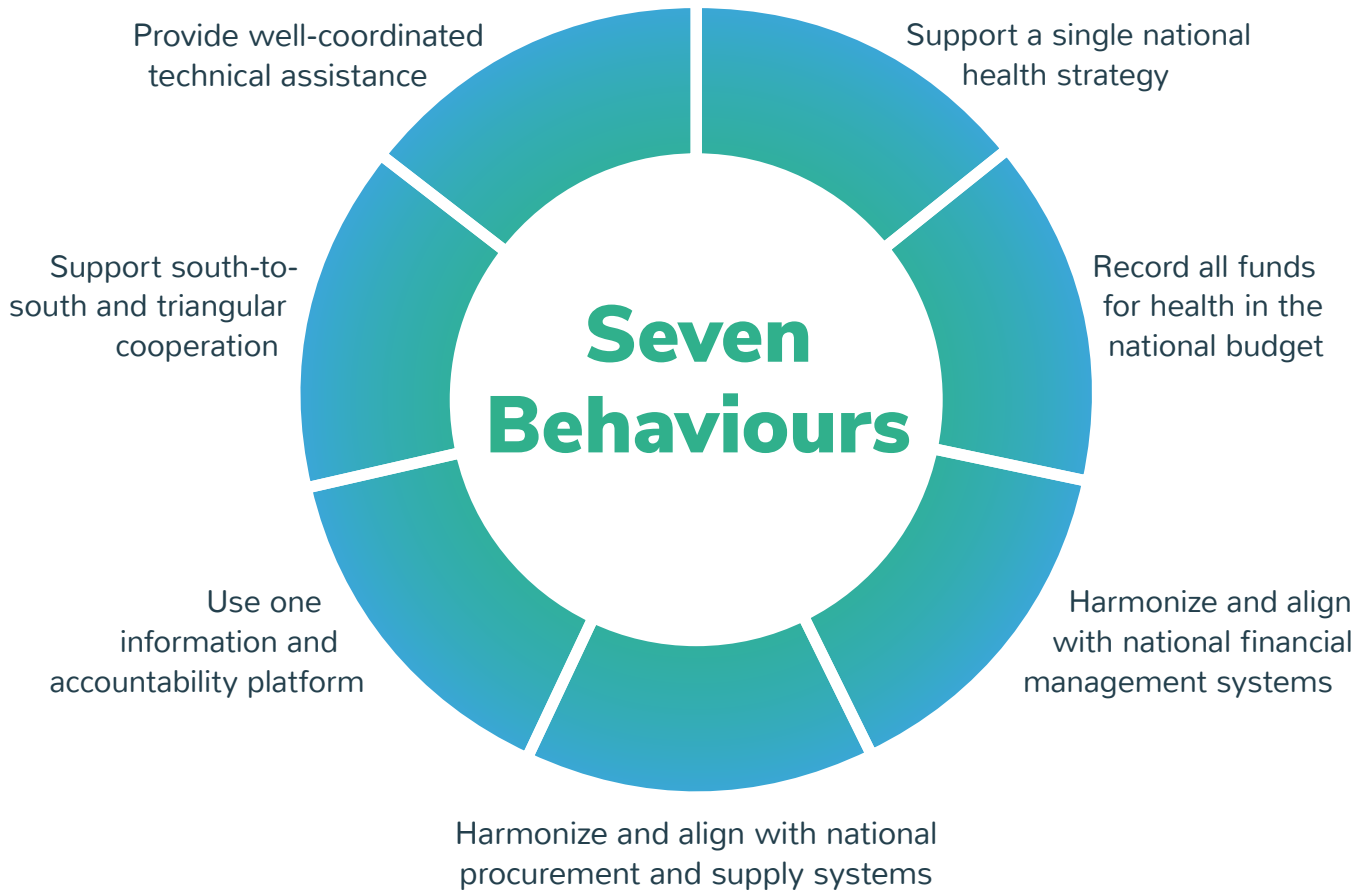 Seven
Behaviours
Support a single national
health strategy
Record all funds
for health in the
national budget
Harmonize and align
with national financial
management systems
Harmonize and align with national
procurement and supply systems
Use one
information and
accountability platform
Support south-to-
south and triangular
cooperation
Provide well-coordinated
technical assistance